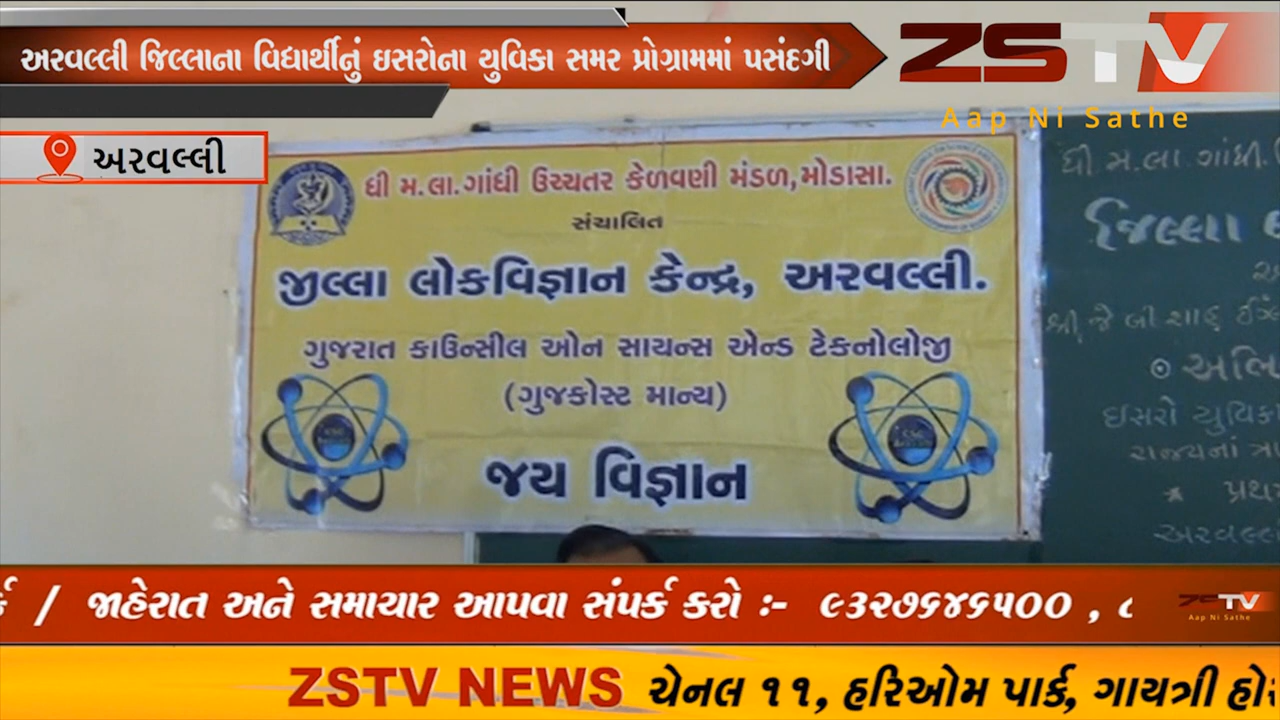 અરવલ્લી જિલ્લાના વિદ્યાર્થીનું ઇસરોના યુવિકા સમર પ્રોગ્રામમાં પસંદગી
ZSTV
Aap Ni Sathe
અરવલ્લી
ધી મ.લા.ગાંધી ઉચ્ચતર કેળવણી મંડળ,મોડાસા.
સંચાલિત
જીલ્લા લોકવિજ્ઞાન કેન્દ્ર, અરવલ્લી.
ગુજરાત કાઉન્સીલ ઓન સાયન્સ એન્ડ ટેકનોલોજી
(ગુજકોસ્ટ માન્ય)
જય વિજ્ઞાન
ધી મ.લા.ગાંધી.
જિલ્લા
શ્રી જે બી શાહ
ઇસરો
રાજ્યનાં
/ જાહેરાત અને સમાચાર આપવા સંપર્ક કરો :- ૯૩૨૭૬૪૬૫૦૦ , ૮
ZSTV
Aap Ni Sathe
ZSTV NEWS ચેનલ ૧૧, હરિઓમ પાર્ક, ગાયત્રી